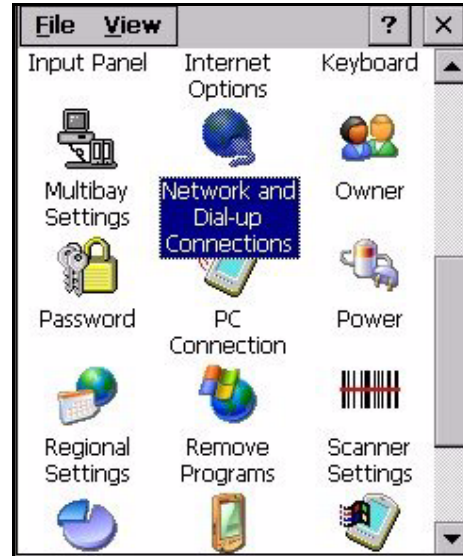 File View ? ×
Input Panel Internet Options Keyboard
Multibay Settings Network and Dial-up Connections Owner
Password PC Connection Power
Regional Settings Remove Programs Scanner Settings